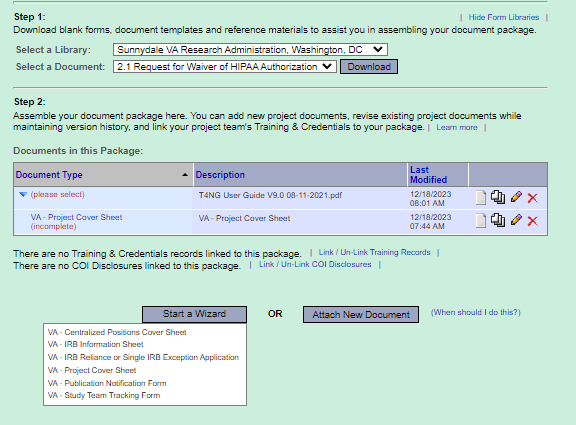 Step 1:
| Hide Form Libraries |
Download blank forms, document templates and reference materials to assist you in assembling your document package.
Select a Library: Sunnydale VA Research Administration, Washington, DC
Select a Document: 2.1 Request for Waiver of HIPAA Authorization Download
Step 2:
Assemble your document package here. You can add new project documents, revise existing project documents while
maintaining version history, and link your project team's Training & Credentials to your package. | Learn more |
Documents in this Package:
Document Type Description Last
Modified
(please select) T4NG User Guide V9.0 08-11-2021.pdf 12/18/2023
08:01 AM
VA - Project Cover Sheet VA - Project Cover Sheet 12/18/2023
(incomplete) 07:44 AM
There are no Training & Credentials records linked to this package. | Link / Un-Link Training Records |
There are no COI Disclosures linked to this package. | Link / Un-Link COI Disclosures |
Start a Wizard OR Attach New Document (When should I do this?)
VA - Centralized Positions Cover Sheet
VA - IRB Information Sheet
VA - IRB Reliance or Single IRB Exception Application
VA - Project Cover Sheet
VA - Publication Notification Form
VA - Study Team Tracking Form